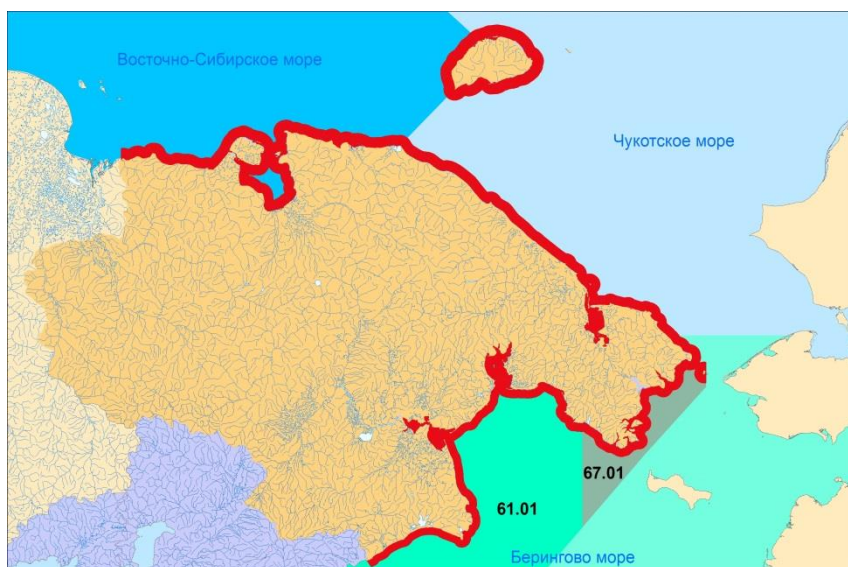 Восточно-Сибирское море
Чукотское море
67.01
61.01
Берингово море